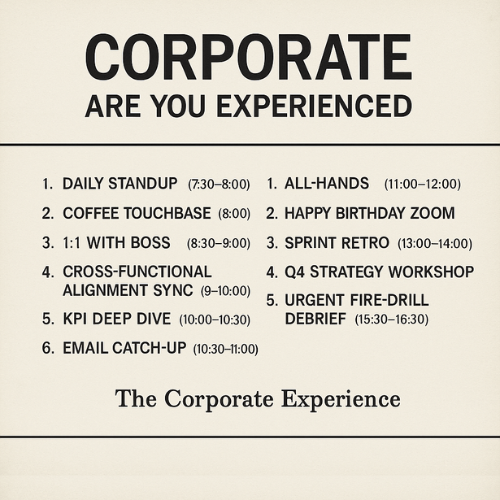 CORPORATE
ARE YOU EXPERIENCED
1. DAILY STANDUP (7:30–8:00)
2. COFFEE TOUCHBASE (8:00)
3. 1:1 WITH BOSS (8:30–9:00)
4. CROSS-FUNCTIONAL
ALIGNMENT SYNC (9–10:00)
5. KPI DEEP DIVE (10:00–10:30)
6. EMAIL CATCH-UP (10:30–11:00)
1. ALL-HANDS (11:00–12:00)
2. HAPPY BIRTHDAY ZOOM
3. SPRINT RETRO (13:00–14:00)
4. Q4 STRATEGY WORKSHOP
5. URGENT FIRE-DRILL
DEBRIEF (15:30–16:30)
The Corporate Experience